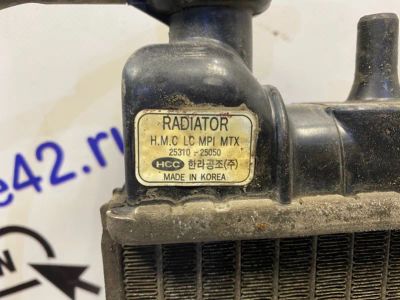 RADIATOR
H.M.C LC MPI MTX
25310 - 25050
HCC 한라공조(주)
MADE IN KOREA
e42.ru